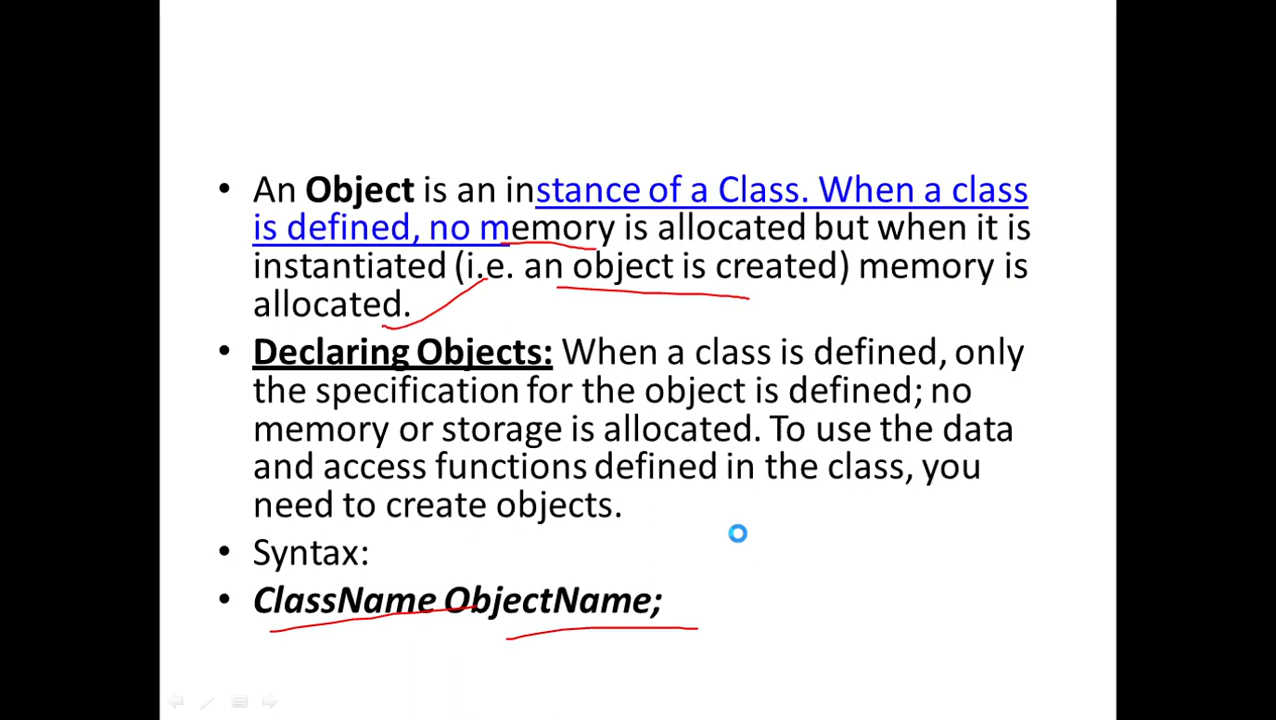 • An Object is an instance of a Class. When a class
is defined, no memory is allocated but when it is
instantiated (i.e. an object is created) memory is
allocated.
• Declaring Objects: When a class is defined, only
the specification for the object is defined; no
memory or storage is allocated. To use the data
and access functions defined in the class, you
need to create objects.
• Syntax:
• ClassName ObjectName;